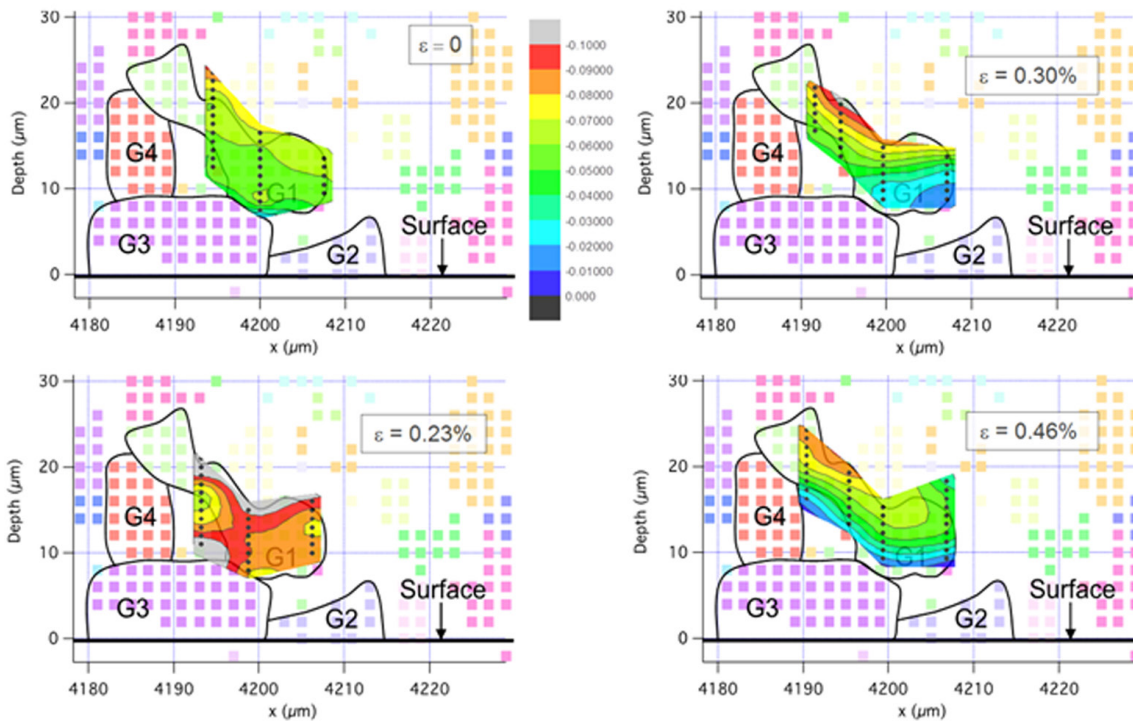 30
20
10
0
Depth (μm)
ε = 0
G4
G1
G3
G2
Surface
4180 4190 4200 4210 4220
x (μm)
-0.1000
-0.09000
-0.08000
-0.07000
-0.06000
-0.05000
-0.04000
-0.03000
-0.02000
-0.01000
0.000
30
20
10
0
Depth (μm)
ε = 0.30%
G4
G1
G3
G2
Surface
4180 4190 4200 4210 4220
x (μm)
30
20
10
0
Depth (μm)
ε = 0.23%
G4
G1
G3
G2
Surface
4180 4190 4200 4210 4220
x (μm)
30
20
10
0
Depth (μm)
ε = 0.46%
G4
G1
G3
G2
Surface
4180 4190 4200 4210 4220
x (μm)